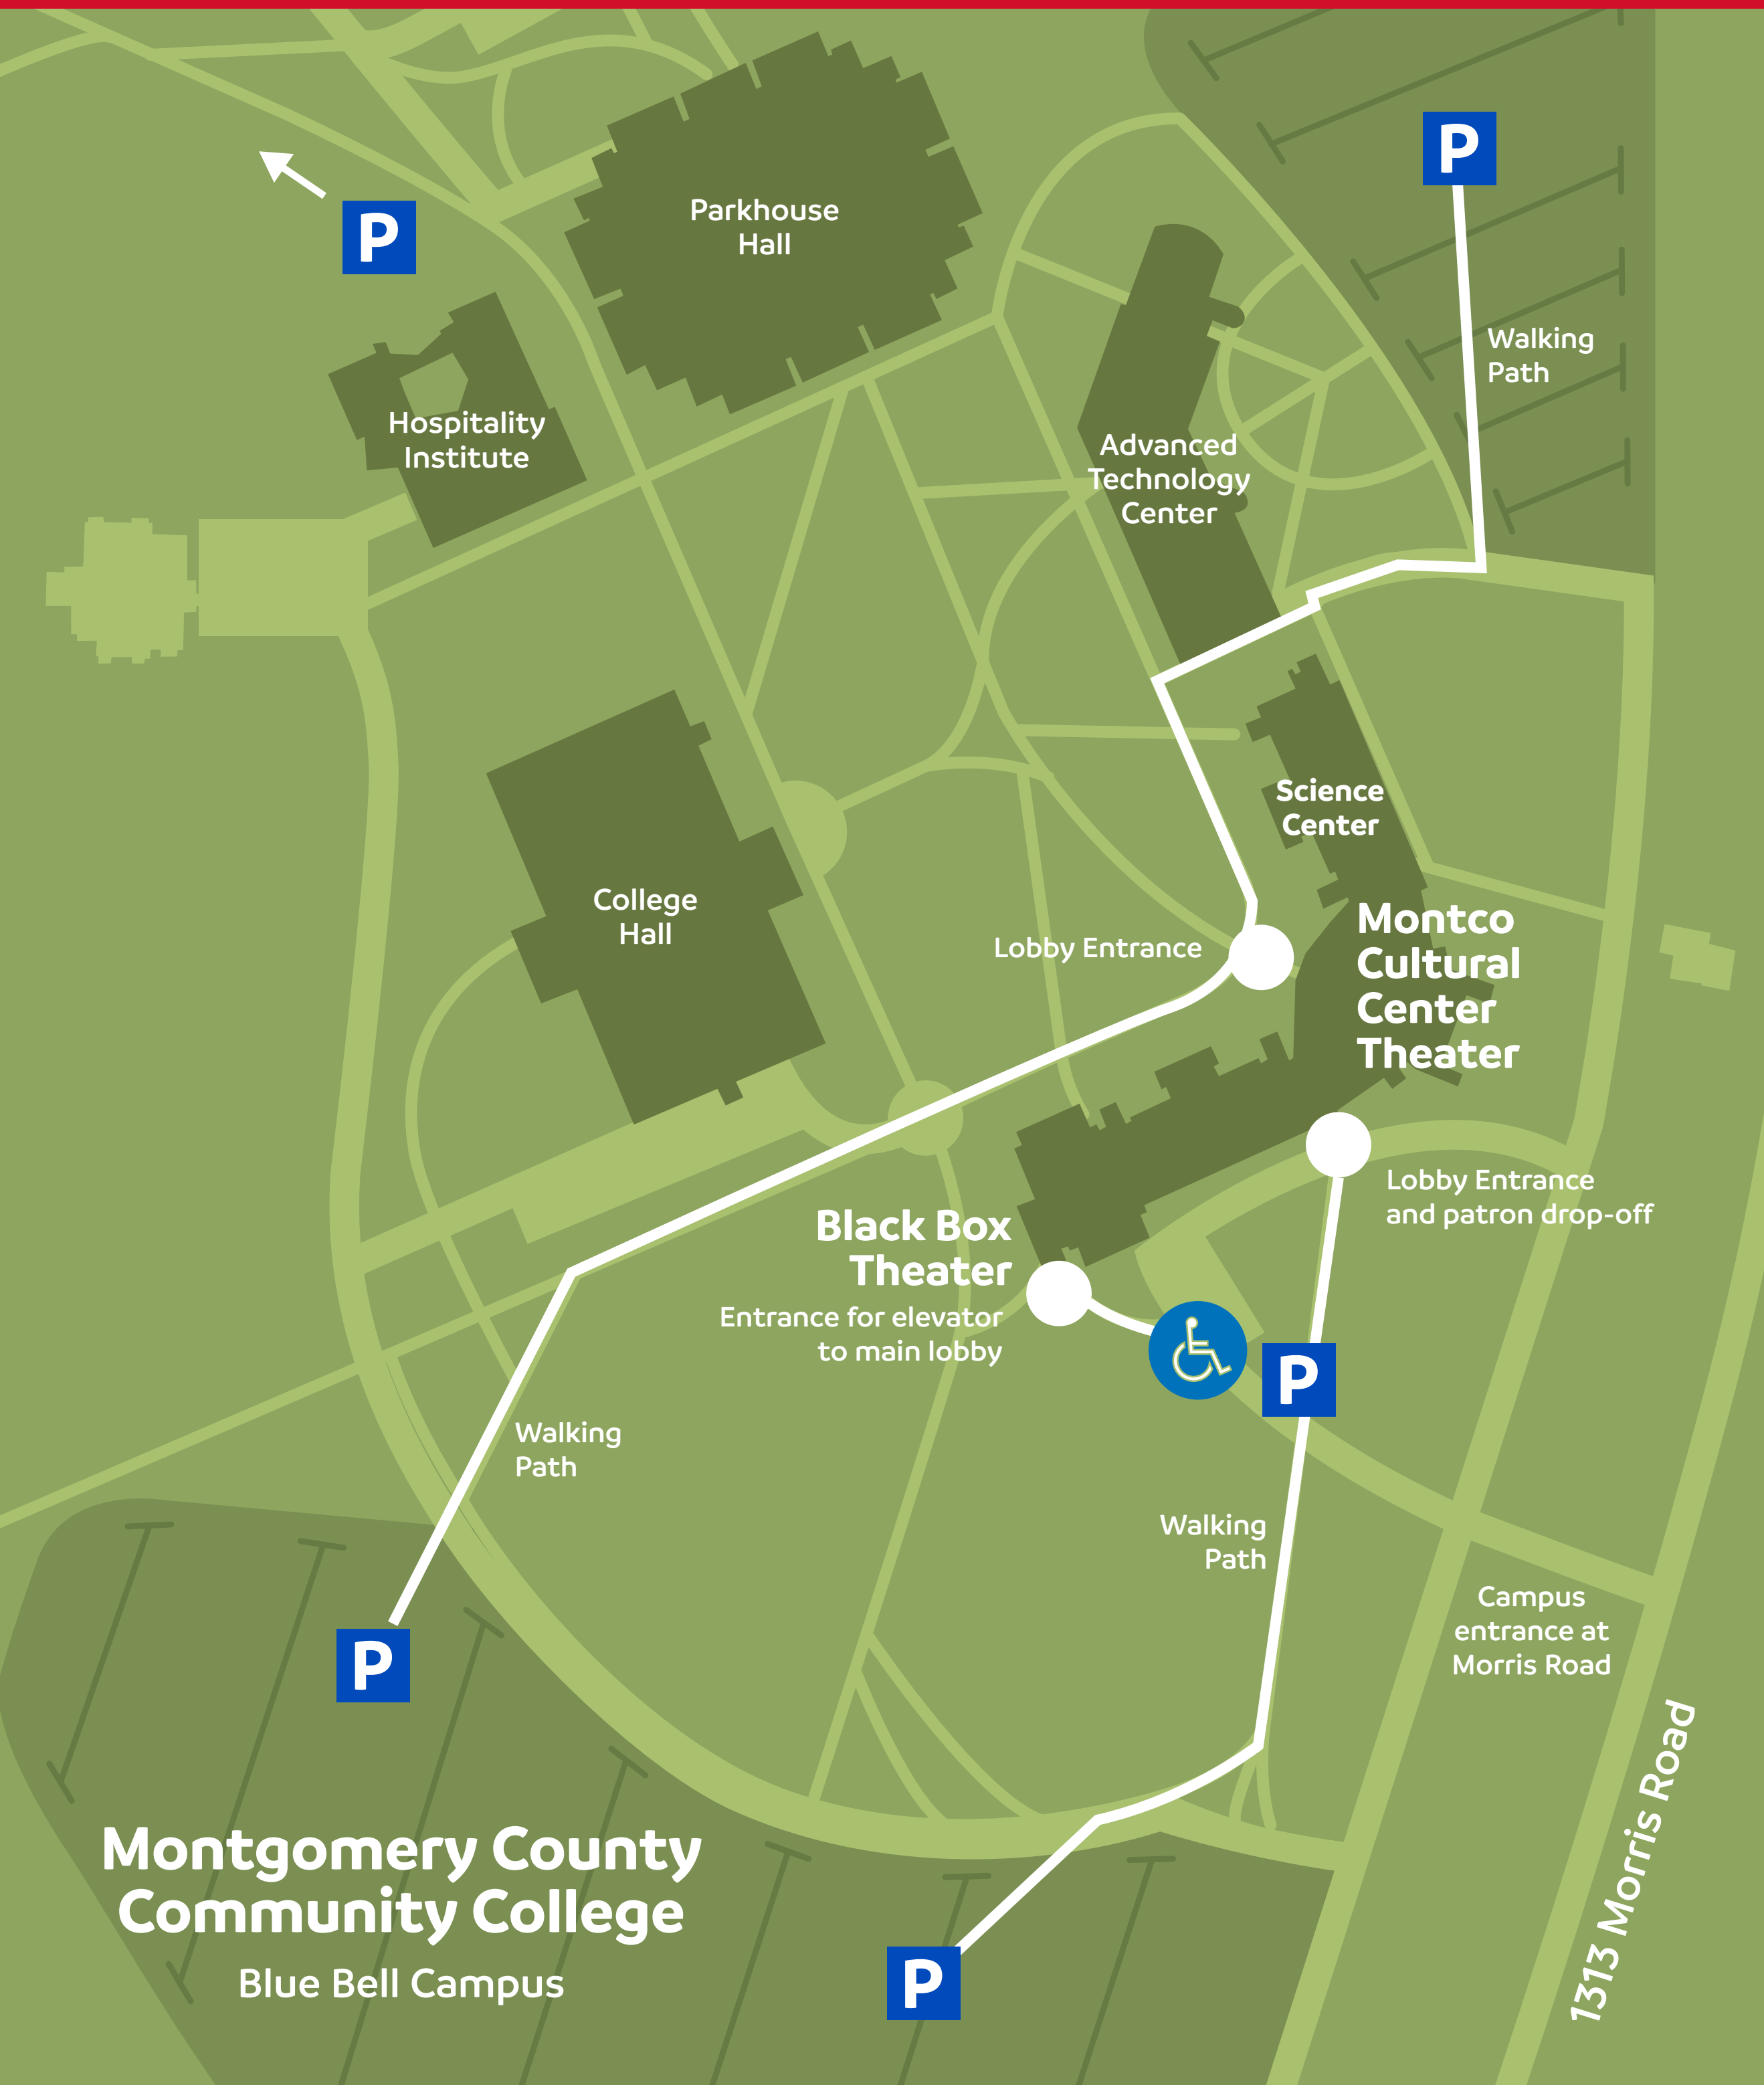 P
P
Parkhouse
Hall
Walking
Path
Hospitality
Institute
Advanced
Technology
Center
Science
Center
College
Hall
Lobby Entrance
Montco
Cultural
Center
Theater
Lobby Entrance
and patron drop-off
Black Box
Theater
Entrance for elevator
to main lobby
P
Walking
Path
Walking
Path
Campus
entrance at
Morris Road
P
1313 Morris Road
Montgomery County
Community College
Blue Bell Campus
P